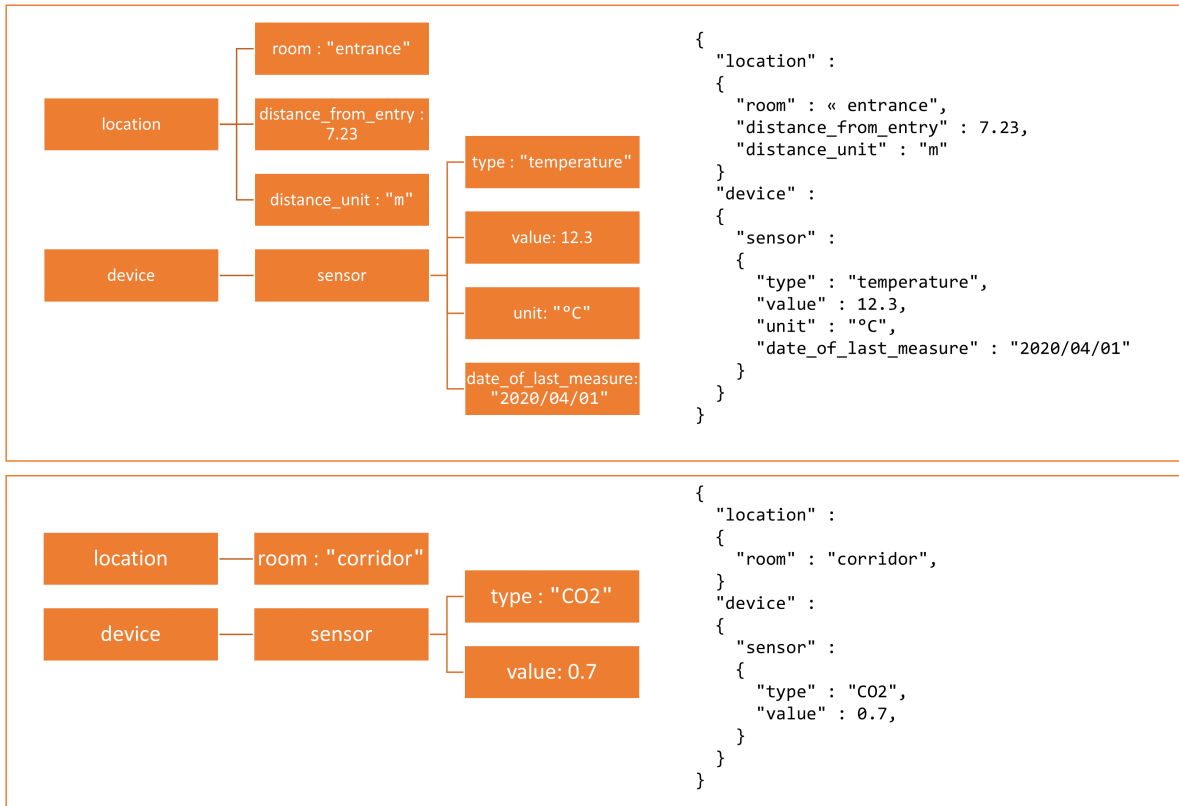 room : "entrance"
location
distance_from_entry :
7.23
distance_unit : "m"
device
sensor
type : "temperature"
value: 12.3
unit: "°C"
date_of_last_measure:
"2020/04/01"
{
"location" :
{
"room" : « entrance",
"distance_from_entry" : 7.23,
"distance_unit" : "m"
}
"device" :
{
"sensor" :
{
"type" : "temperature",
"value" : 12.3,
"unit" : "°C",
"date_of_last_measure" : "2020/04/01"
}
}
}
location
room : "corridor"
device
sensor
type : "CO2"
value: 0.7
{
"location" :
{
"room" : "corridor",
}
"device" :
{
"sensor" :
{
"type" : "CO2",
"value" : 0.7,
}
}
}